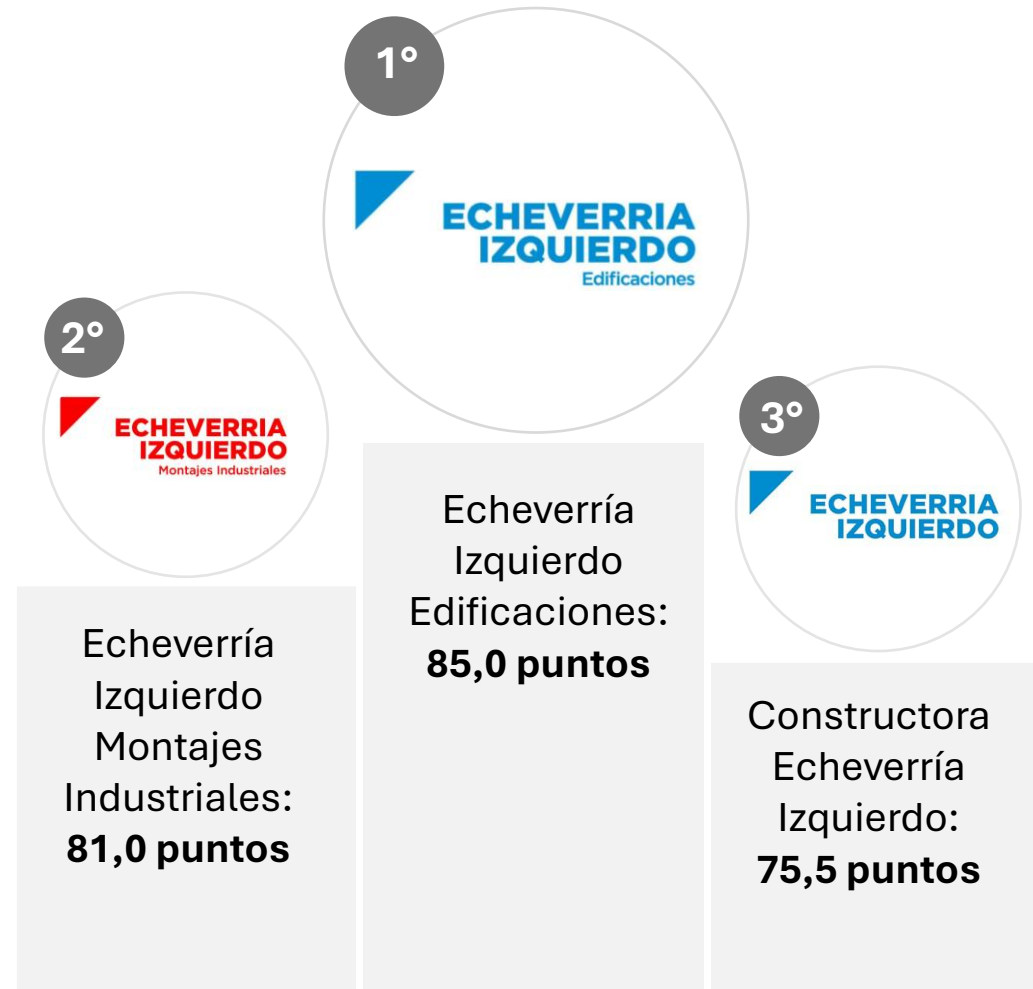 1°
ECHEVERRIA
IZQUIERDO
Edificaciones
Echeverría
Izquierdo
Edificaciones:
85,0 puntos
2°
ECHEVERRIA
IZQUIERDO
Montajes Industriales
Echeverría
Izquierdo
Montajes
Industriales:
81,0 puntos
3°
ECHEVERRIA
IZQUIERDO
Constructora
Echeverría
Izquierdo:
75,5 puntos